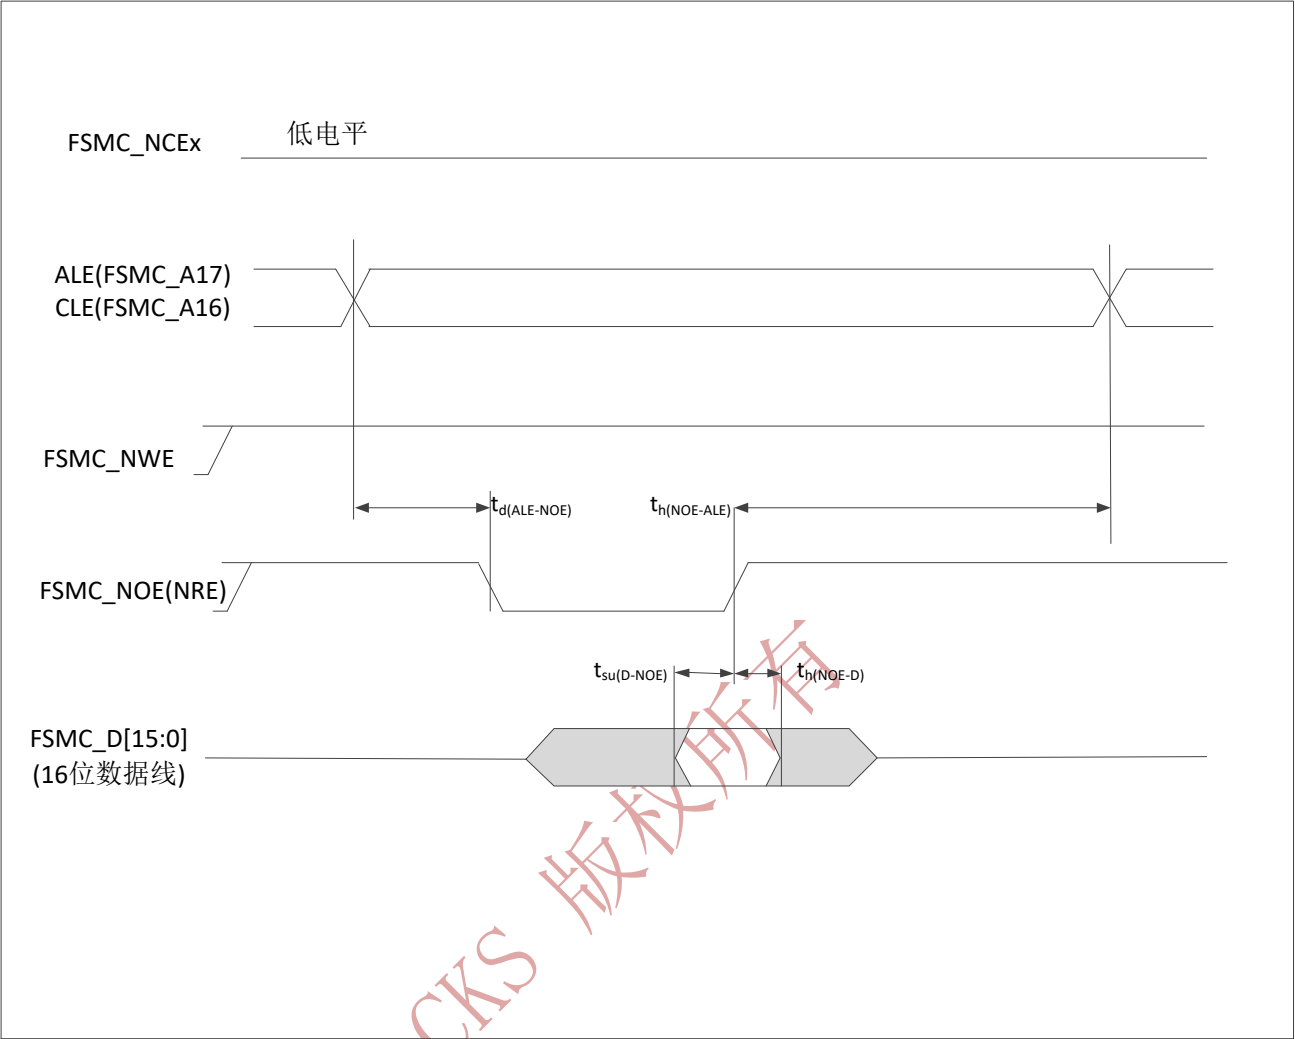 FSMC_NCEx
低电平
ALE(FSMC_A17)
CLE(FSMC_A16)
FSMC_NWE
td(ALE-NOE)
th(NOE-ALE)
FSMC_NOE(NRE)
tsu(D-NOE)
th(NOE-D)
FSMC_D[15:0]
(16位数据线)
CKS 版权所有